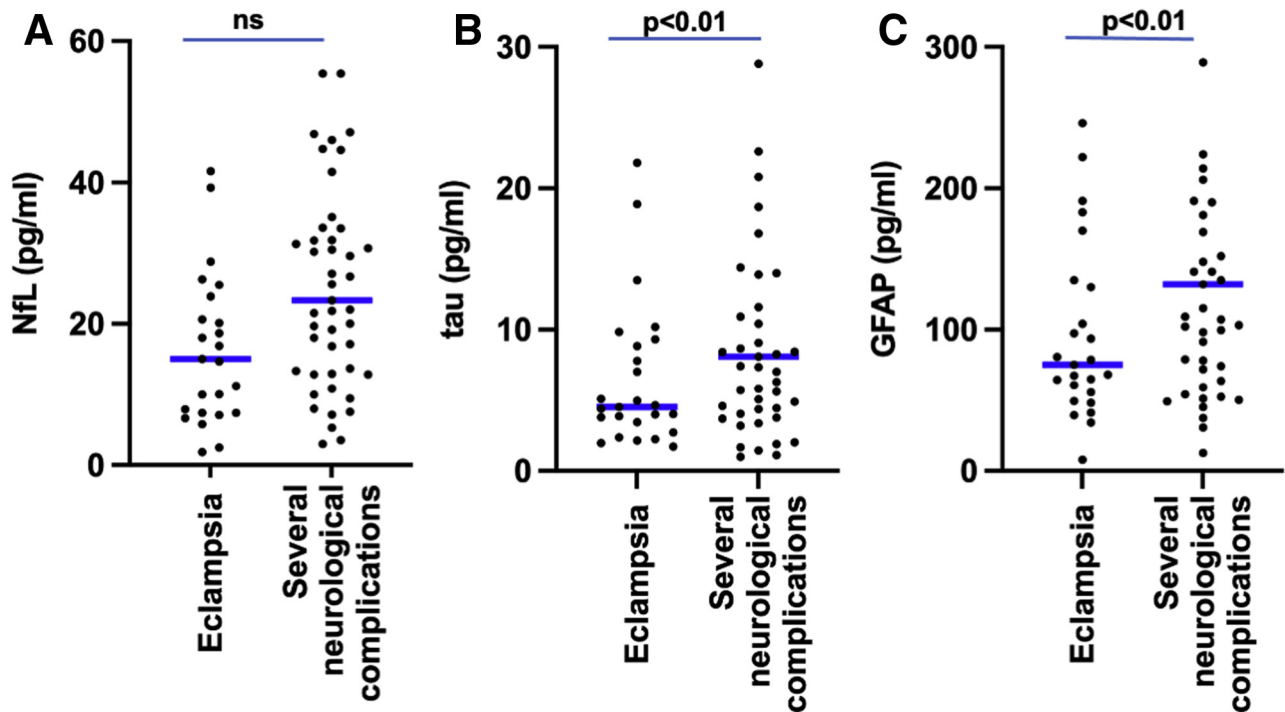 A
ns
NfL (pg/ml)
60
40
20
0
Eclampsia
Several
neurological
complications
B
p<0.01
tau (pg/ml)
30
20
10
0
Eclampsia
Several
neurological
complications
C
p<0.01
GFAP (pg/ml)
300
200
100
0
Eclampsia
Several
neurological
complications